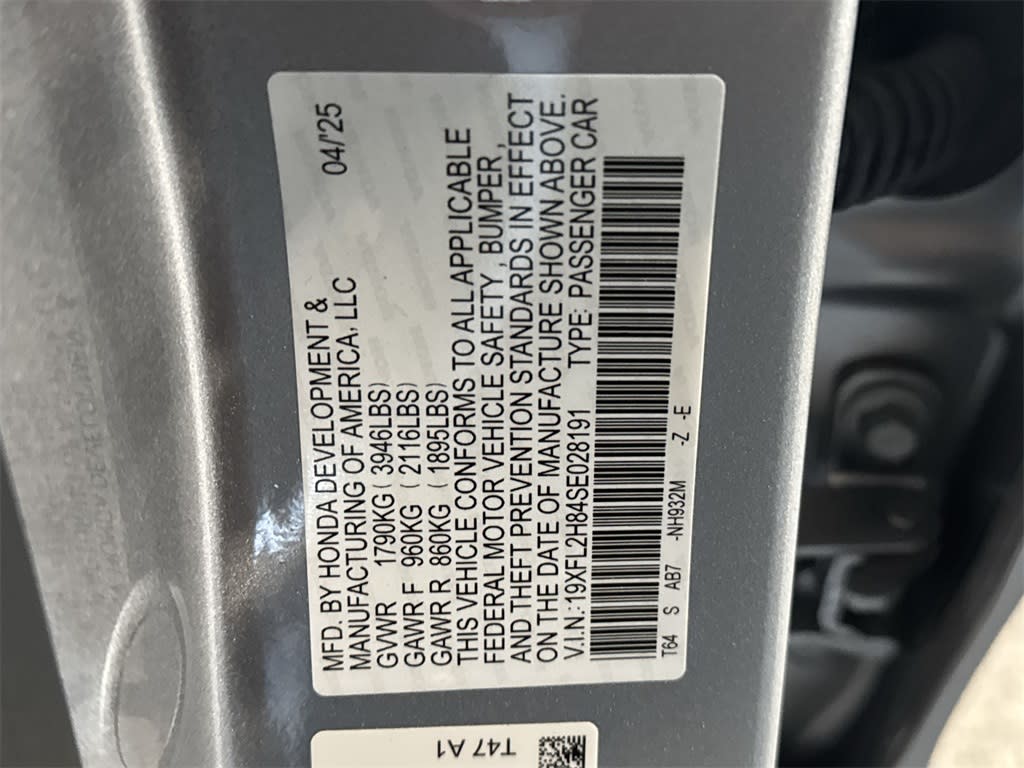 MFD. BY HONDA DEVELOPMENT & 04/'25
MANUFACTURING OF AMERICA, LLC
GVWR 1790KG ( 3946LBS)
GAWR F 960KG ( 2116LBS)
GAWR R 860KG ( 1895LBS)
THIS VEHICLE CONFORMS TO ALL APPLICABLE
FEDERAL MOTOR VEHICLE SAFETY, BUMPER ,
AND THEFT PREVENTION STANDARDS IN EFFECT
ON THE DATE OF MANUFACTURE SHOWN ABOVE.
V.I.N.:19XFL2H84SE028191 TYPE: PASSENGER CAR
T64 S AB7 -NH932M -Z -E
T47 A1